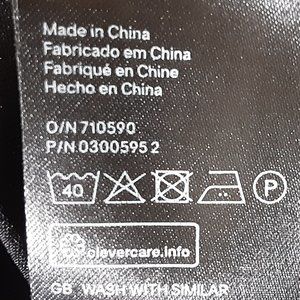 Made in China
Fabricado em China
Fabriqué en Chine
Hecho en China
O/N 710590
P/N 0300595 2
40 P
clevercare.info
GB WASH WITH SIMILAR